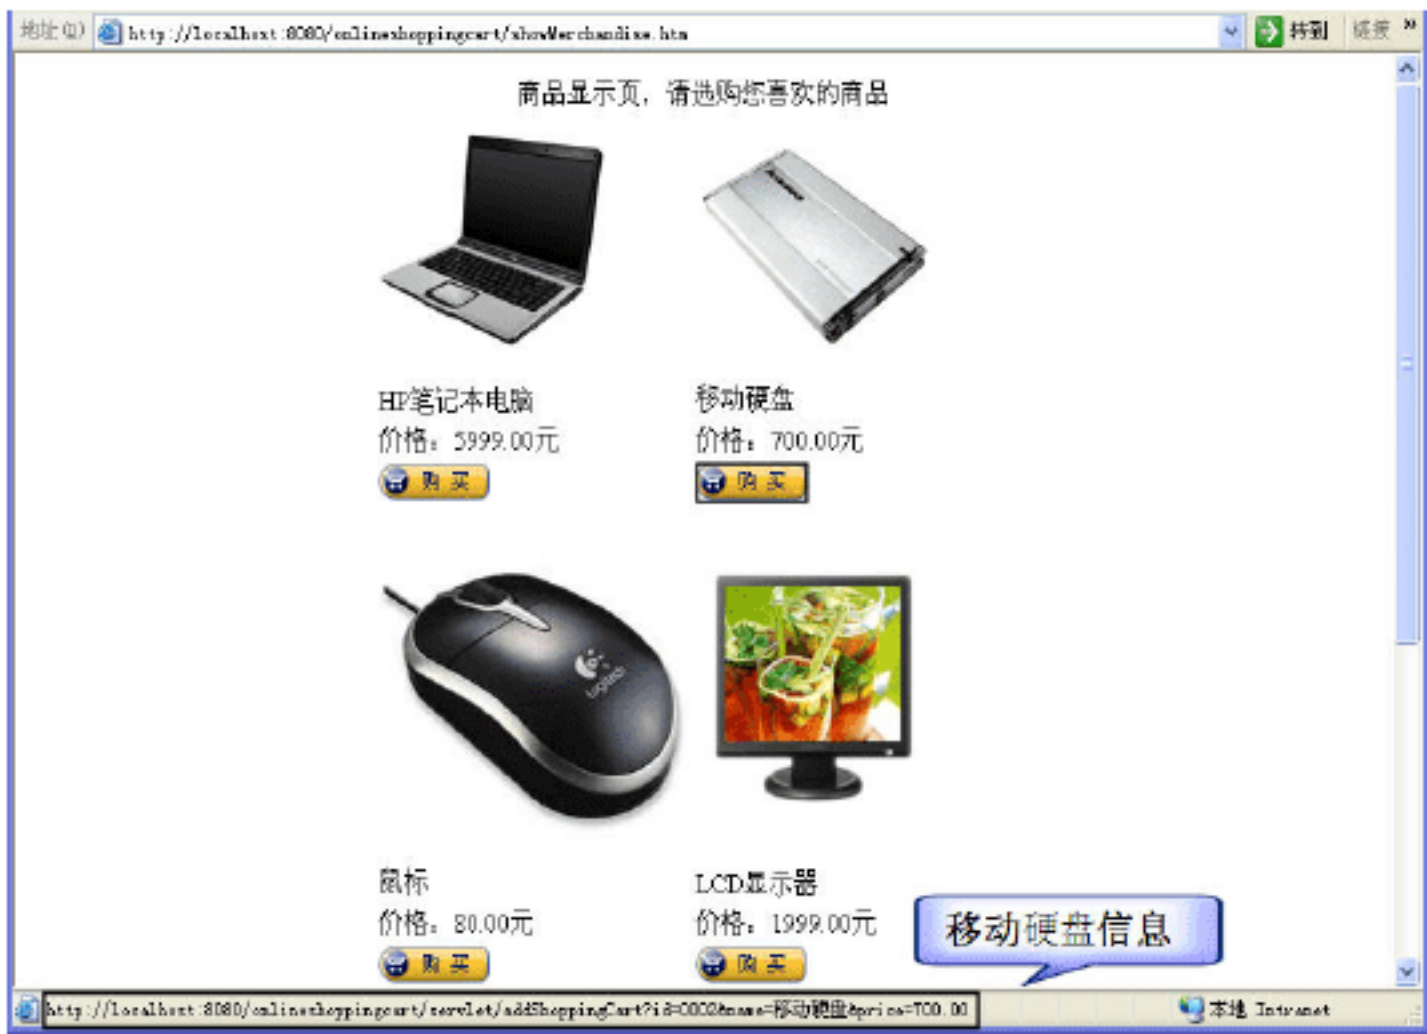 地址(D) http://localhost:8080/onlineshoppingcart/showMerchandise.htm 转到 链接 »
商品显示页，请选购您喜欢的商品
HP笔记本电脑 移动硬盘
价格：5999.00元 价格：700.00元
购买 购买
Logitech
鼠标 LCD显示器
价格：80.00元 价格：1999.00元
移动硬盘信息
购买 购买
http://localhost:8080/onlineshoppingcart/servlet/addShoppingCart?id=0002&name=移动硬盘&price=700.00 本地 Intranet